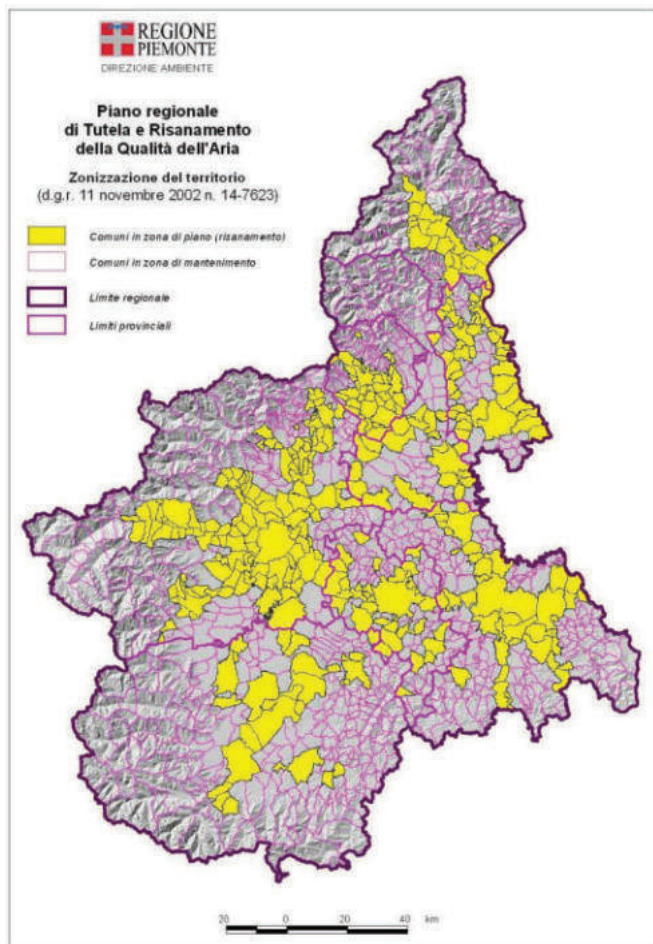 REGIONE
PIEMONTE
DIREZIONE AMBIENTE
Piano regionale
di Tutela e Risanamento
della Qualità dell'Aria
Zonizzazione del territorio
(d.g.r. 11 novembre 2002 n. 14-7623)
Comuni in zona di piano (risanamento)
Comuni in zona di mantenimento
Limite regionale
Limiti provinciali
20 0 20 40 km